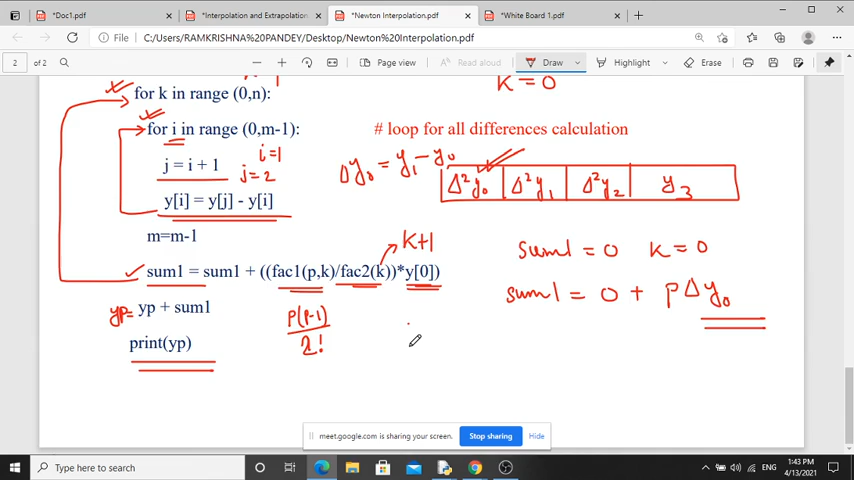 *Doc1.pdf
*Interpolation and Extrapolation
*Newton Interpolation.pdf
*White Board 1.pdf
File
C:/Users/RAMKRISHNA%20PANDEY/Desktop/Newton%20Interpolation.pdf
2 of 2
Page view
Read aloud
Draw
Highlight
Erase
K = 0
for k in range (0,n):
for i in range (0,m-1):
# loop for all differences calculation
j = i + 1
i=1
j=2
Δy₀ = y₁ - y₀
Δ²y₀ Δ²y₁ Δ²y₂ y₃
y[i] = y[j] - y[i]
m=m-1
K+1
sum1 = 0 K = 0
sum1 = sum1 + ((fac1(p,k)/fac2(k))*y[0])
sum1 = 0 + pΔy₀
yp= yp + sum1
P(P-1)
2!
print(yp)
meet.google.com is sharing your screen.
Stop sharing
Hide
Type here to search
ENG
1:43 PM
4/13/2021